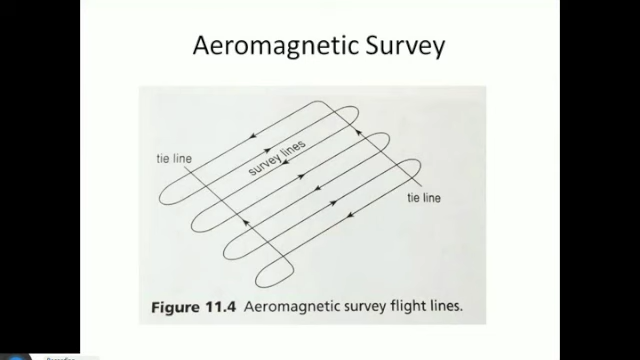 Aeromagnetic Survey
tie line
survey lines
tie line
Figure 11.4 Aeromagnetic survey flight lines.